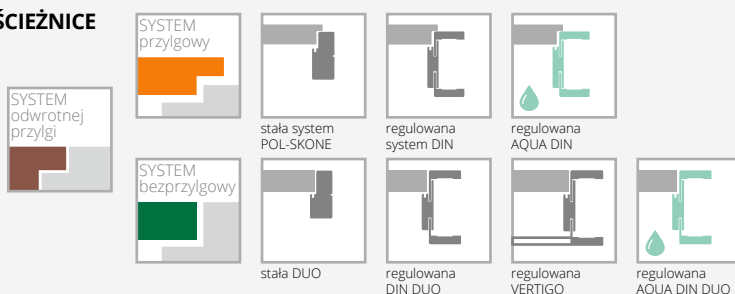 ŚCIEŻNICE
SYSTEM
przylgowy
stała system
POL-SKONE
regulowana
system DIN
regulowana
AQUA DIN
SYSTEM
odwrotnej
przylgi
SYSTEM
bezprzylgowy
stała DUO
regulowana
DIN DUO
regulowana
VERTIGO
regulowana
AQUA DIN DUO